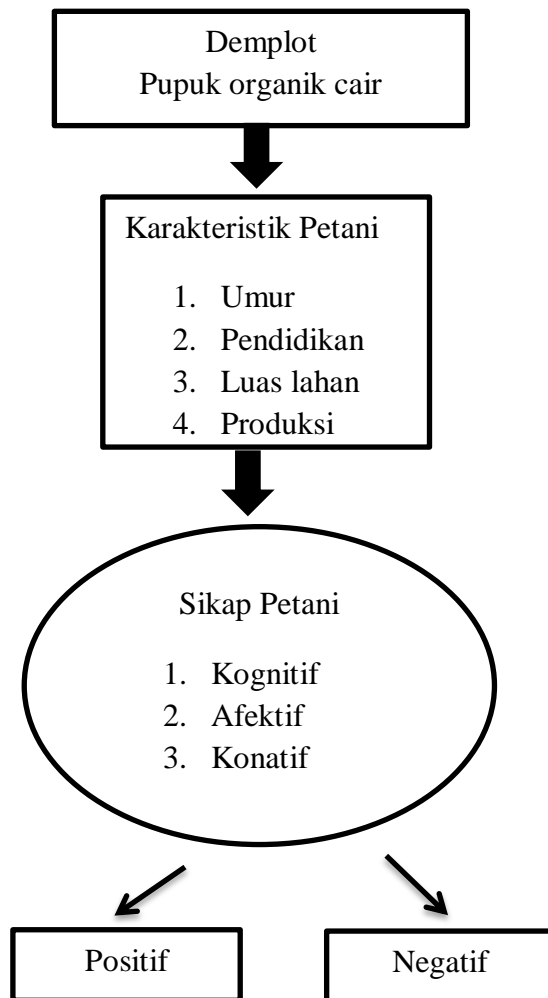 Demplot
Pupuk organik cair
Karakteristik Petani
1. Umur
2. Pendidikan
3. Luas lahan
4. Produksi
Sikap Petani
1. Kognitif
2. Afektif
3. Konatif
Positif
Negatif